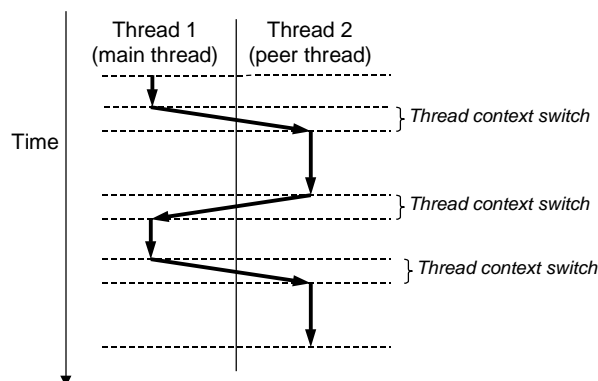 Thread 1
(main thread)
Thread 2
(peer thread)
Time
Thread context switch
Thread context switch
Thread context switch